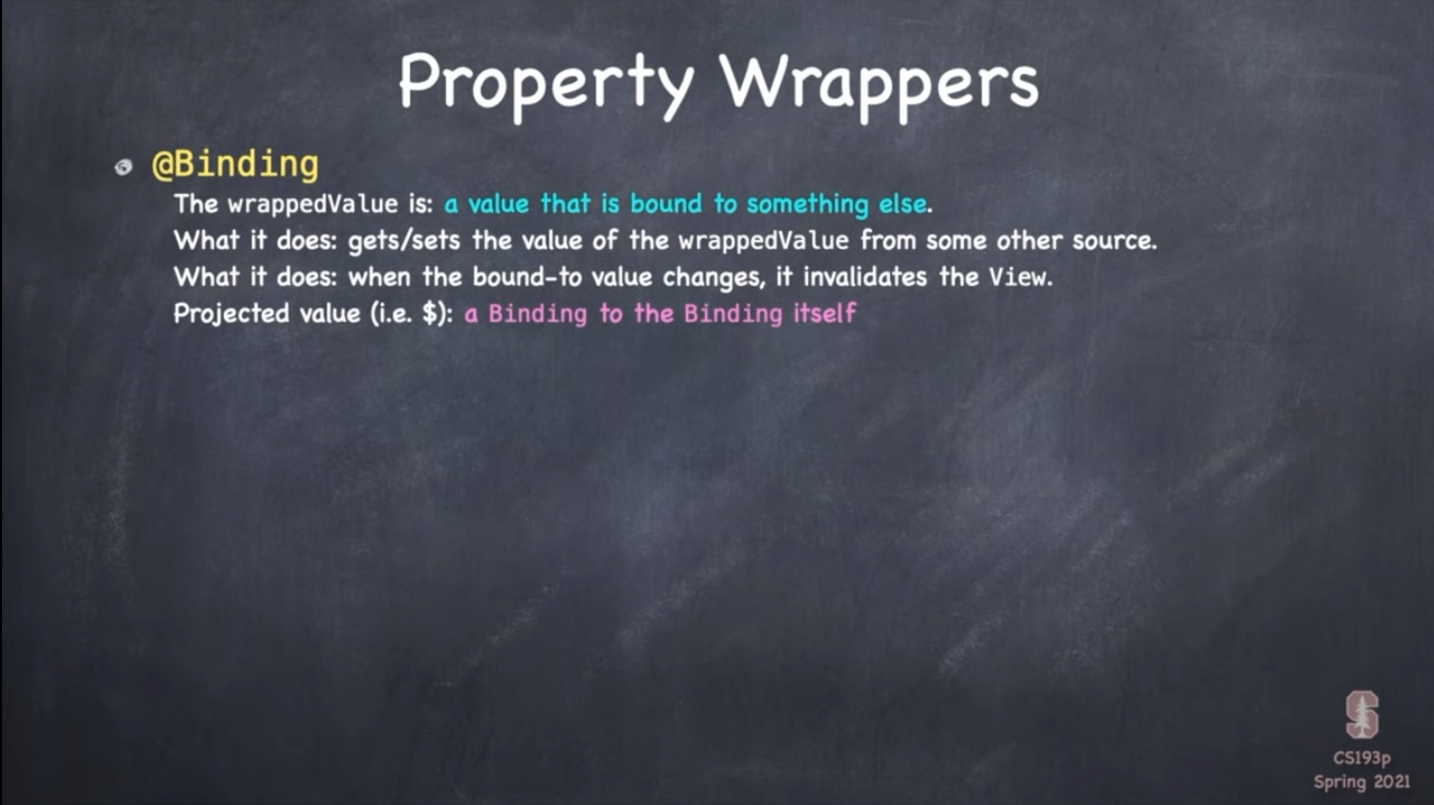 Property Wrappers
@Binding
The wrappedValue is: a value that is bound to something else.
What it does: gets/sets the value of the wrappedValue from some other source.
What it does: when the bound-to value changes, it invalidates the View.
Projected value (i.e. $): a Binding to the Binding itself
S
CS193p
Spring 2021